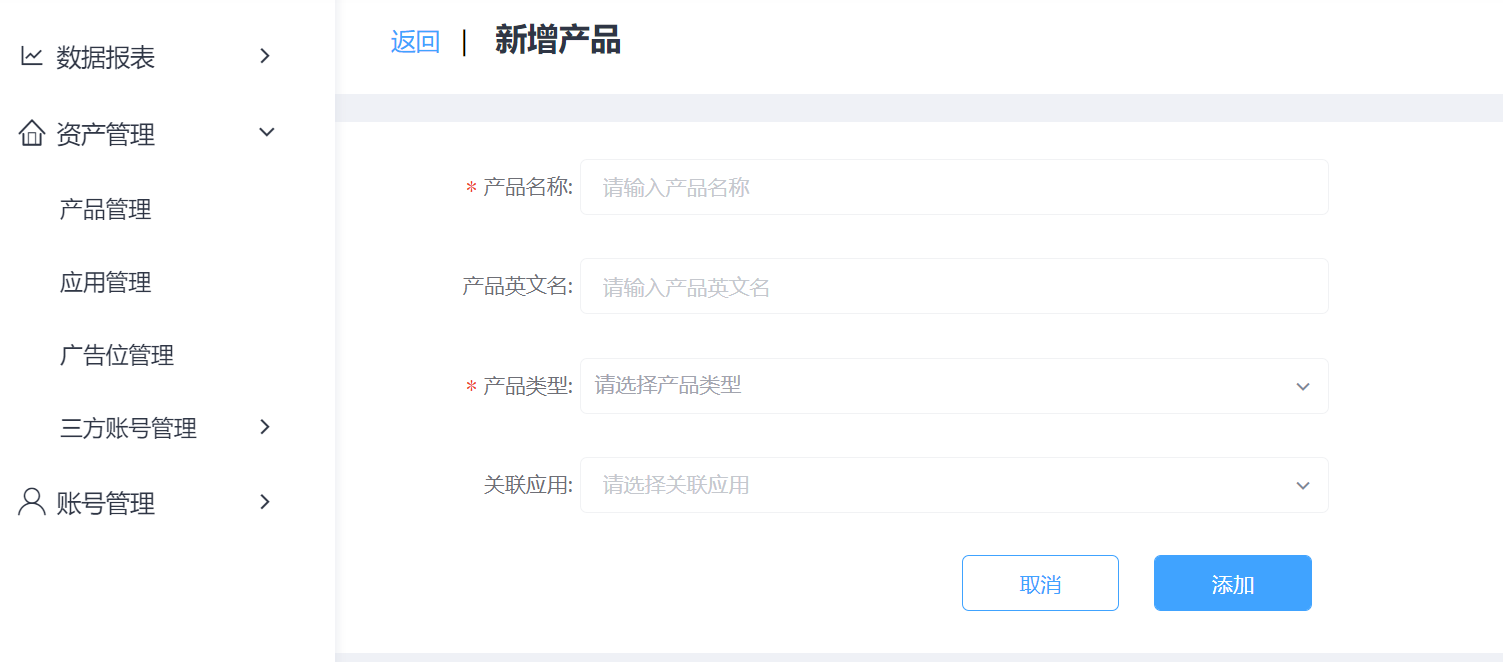 数据报表
资产管理
产品管理
应用管理
广告位管理
三方账号管理
账号管理
返回 | 新增产品
* 产品名称: 请输入产品名称
产品英文名: 请输入产品英文名
* 产品类型: 请选择产品类型
关联应用: 请选择关联应用
取消 添加